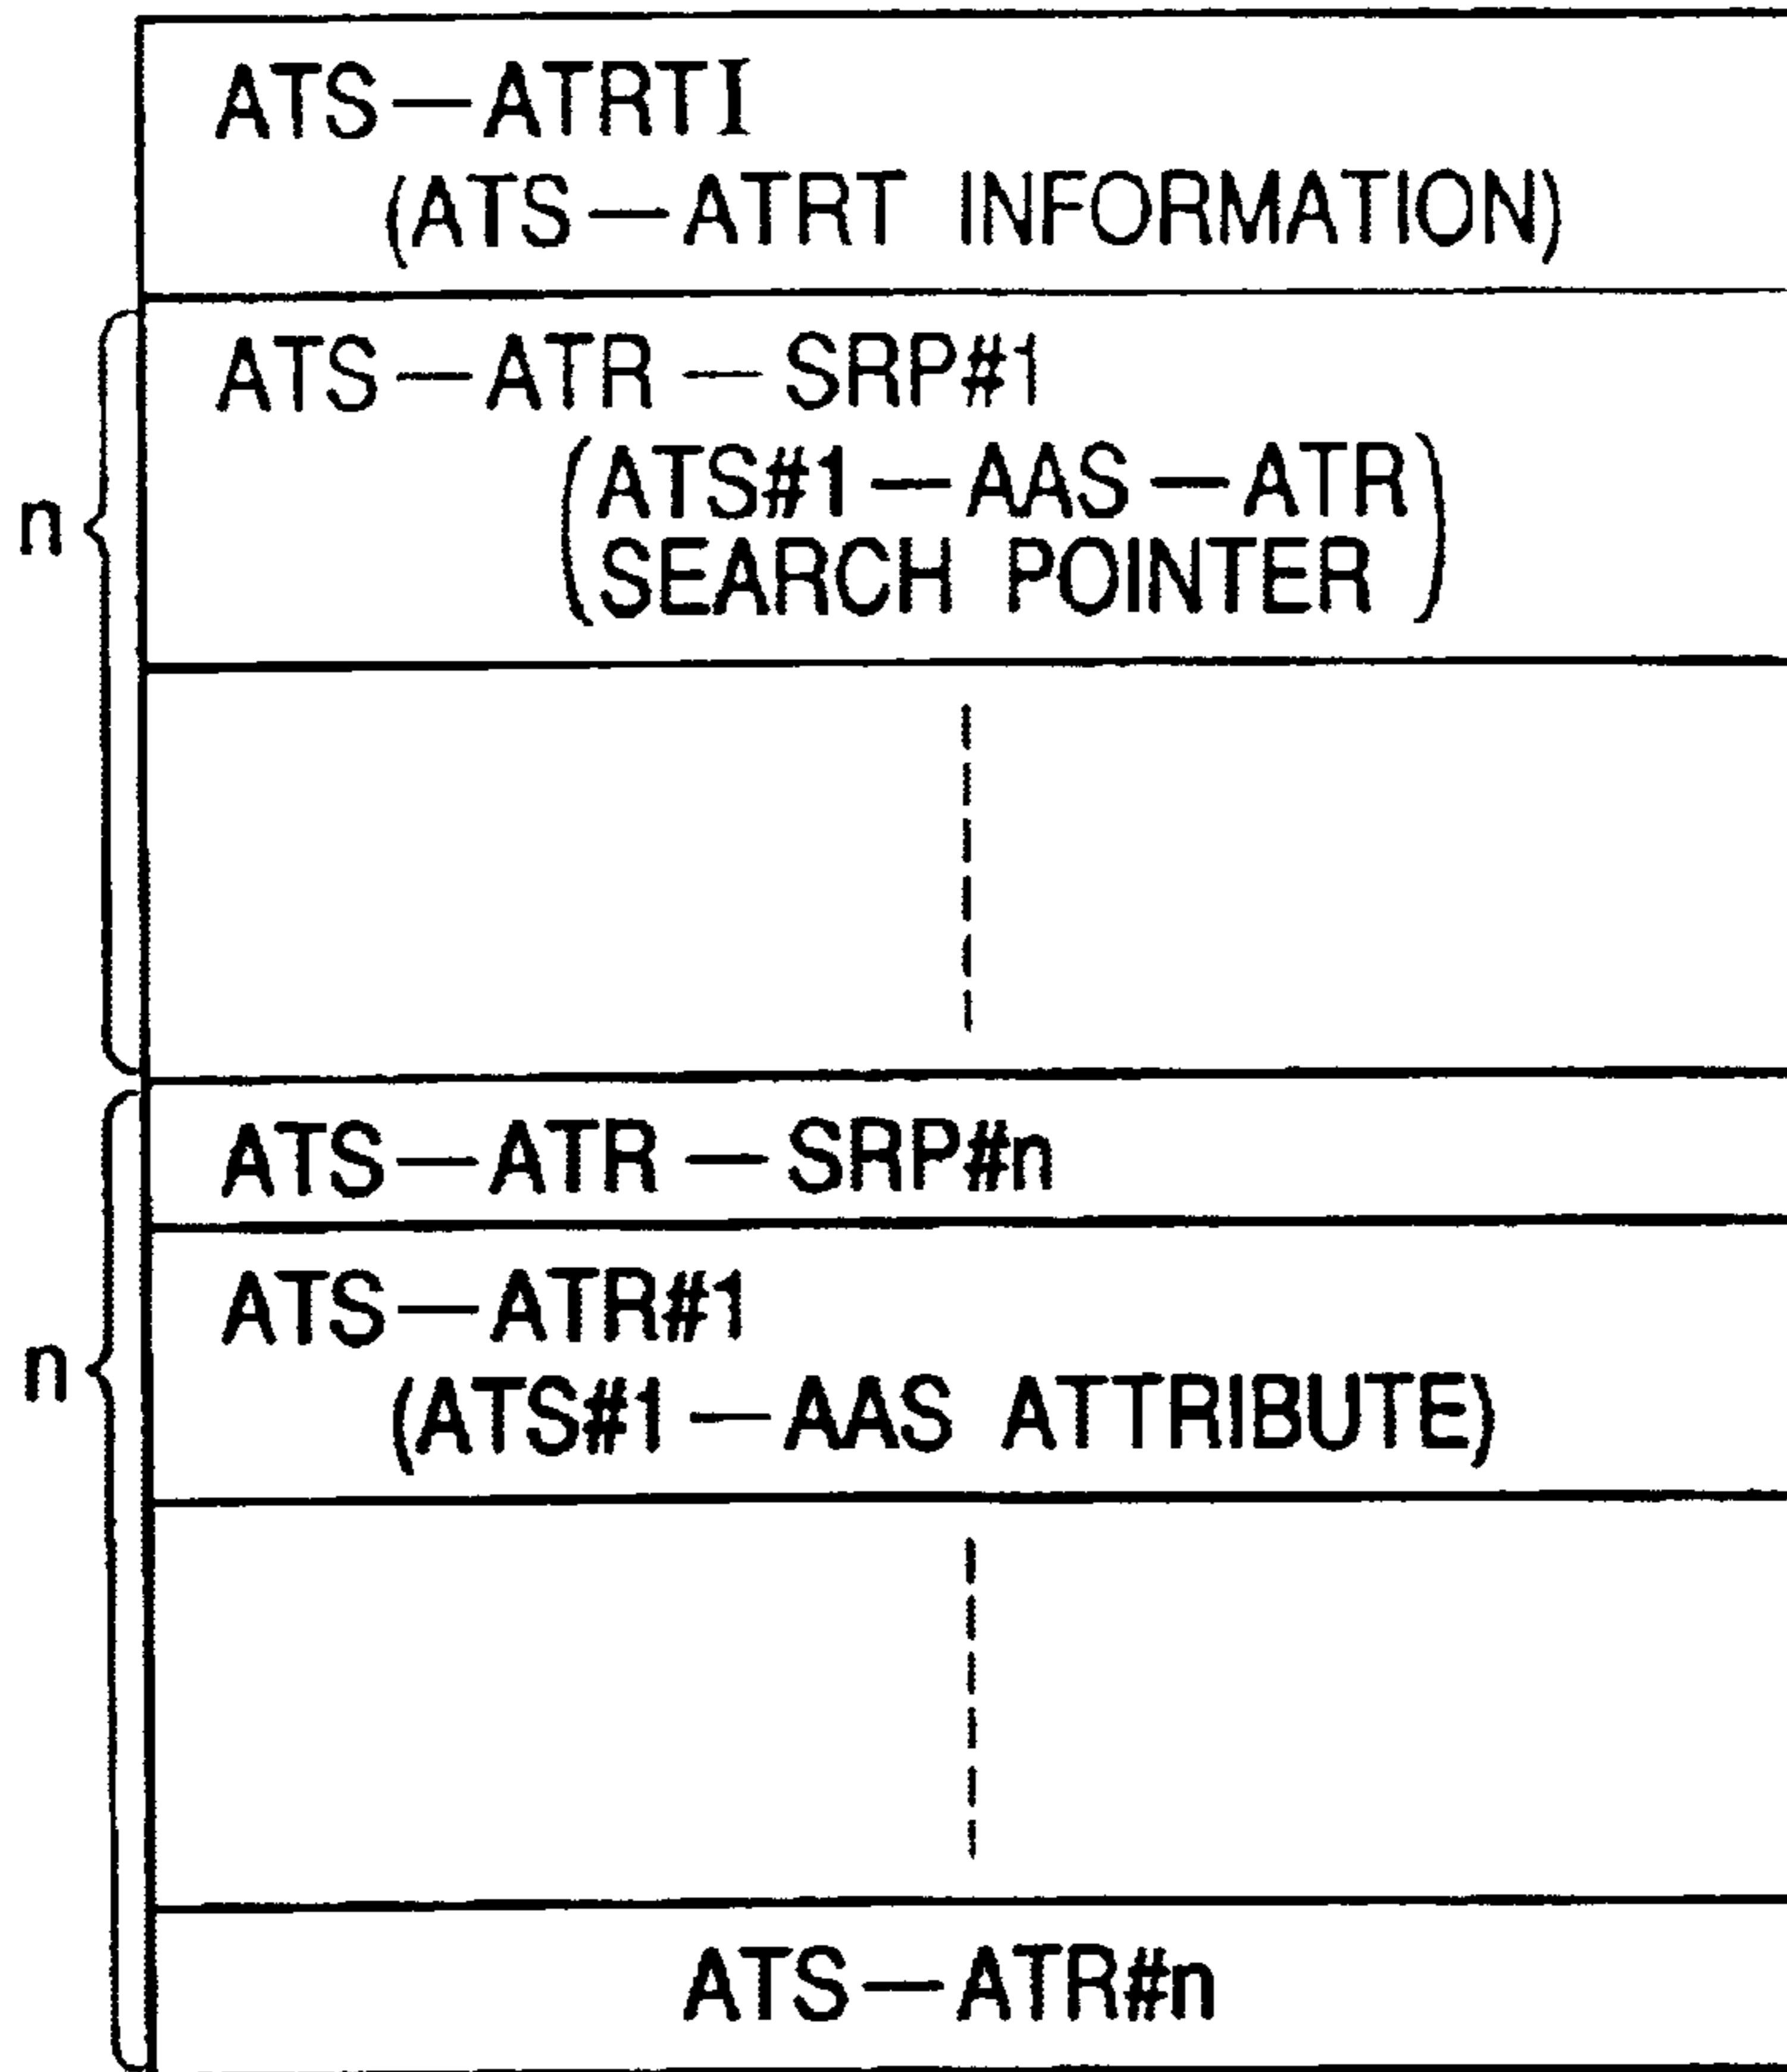 ATS—ATRTI
(ATS—ATRT INFORMATION)
ATS—ATR—SRP#1
(ATS#1—AAS—ATR
SEARCH POINTER)
n
ATS—ATR—SRP#n
ATS—ATR#1
(ATS#1—AAS ATTRIBUTE)
n
ATS—ATR#n